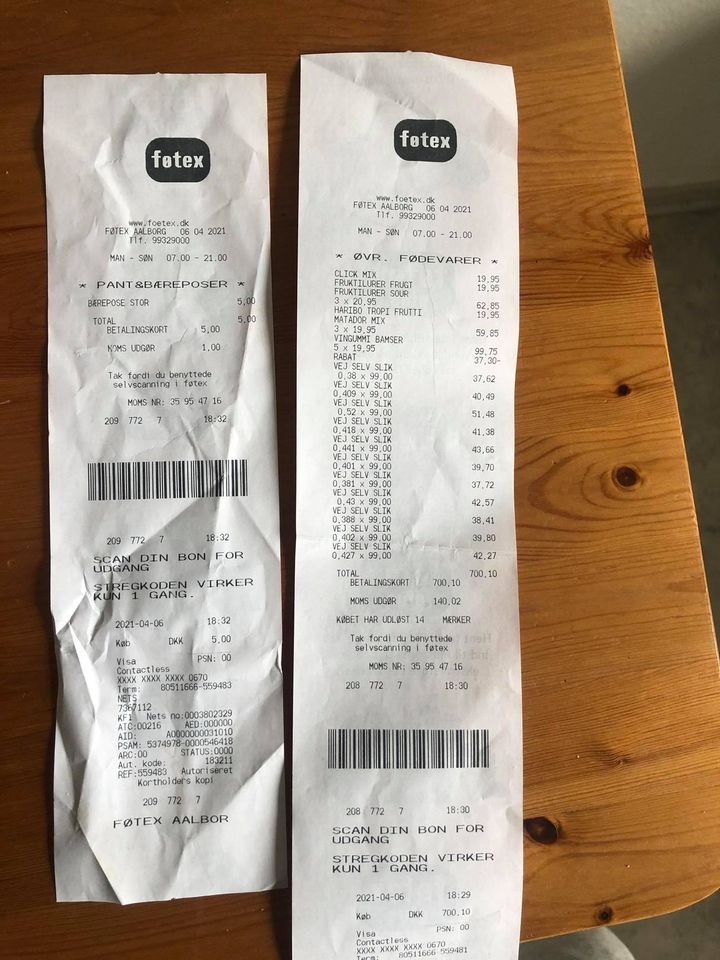 føtex
www.foetex.dk
FØTEX AALBORG 06 04 2021
Tlf. 99329000
MAN - SØN 07.00 - 21.00
* PANT&BÆREPOSER *
BÆREPOSE STOR 5,00
TOTAL 5,00
BETALINGSKORT 5,00
MOMS UDGØR 1,00
Tak fordi du benyttede
selvscanning i føtex
MOMS NR: 35 95 47 16
209 772 7 18:32
209 772 7 18:32
SCAN DIN BON FOR
UDGANG
STREGKODEN VIRKER
KUN 1 GANG.
2021-04-06 18:32
Køb DKK 5,00
Visa PSN: 00
Contactless
XXXX XXXX XXXX 0670
Term: 80511666-559483
NETS
7367112
KF1 Nets no:0003802329
ATC:00216 AED:000000
AID: A0000000031010
PSAM: 5374978-0000546418
ARC:00 STATUS:0000
Aut. kode: 183211
REF:559483 Autoriseret
Kortholders kopi
209 772 7
FØTEX AALBOR
føtex
www.foetex.dk
FØTEX AALBORG 06 04 2021
Tlf. 99329000
MAN - SØN 07.00 - 21.00
* ØVR. FØDEVARER *
CLICK MIX 19,95
FRUKTILURER FRUGT 19,95
FRUKTILURER SOUR
3 x 20,95 62,85
HARIBO TROPI FRUTTI 19,95
MATADOR MIX
3 x 19,95 59,85
VINGUMMI BAMSER
5 x 19,95 99,75
RABAT 37,30-
VEJ SELV SLIK
0,38 x 99,00 37,62
VEJ SELV SLIK
0,409 x 99,00 40,49
VEJ SELV SLIK
0,52 x 99,00 51,48
VEJ SELV SLIK
0,418 x 99,00 41,38
VEJ SELV SLIK
0,441 x 99,00 43,66
VEJ SELV SLIK
0,401 x 99,00 39,70
VEJ SELV SLIK
0,381 x 99,00 37,72
VEJ SELV SLIK
0,43 x 99,00 42,57
VEJ SELV SLIK
0,388 x 99,00 38,41
VEJ SELV SLIK
0,402 x 99,00 39,80
VEJ SELV SLIK
0,427 x 99,00 42,27
TOTAL 700,10
BETALINGSKORT 700,10
MOMS UDGØR 140,02
KØBET HAR UDLØST 14 MÆRKER
Tak fordi du benyttede
selvscanning i føtex
MOMS NR: 35 95 47 16
208 772 7 18:30
208 772 7 18:30
SCAN DIN BON FOR
UDGANG
STREGKODEN VIRKER
KUN 1 GANG.
2021-04-06 18:29
Køb DKK 700,10
Visa PSN: 00
Contactless
XXXX XXXX XXXX 0670
Term: 80511666-559481